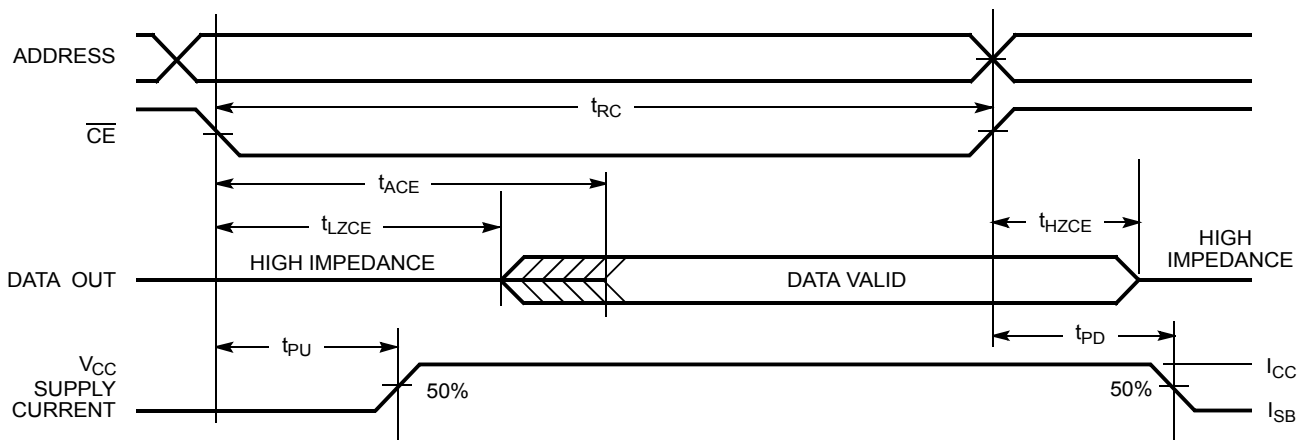 ADDRESS
t_RC
C̅E̅
t_ACE
t_LZCE
t_HZCE
HIGH IMPEDANCE
HIGH
IMPEDANCE
DATA OUT
DATA VALID
t_PU
t_PD
V_CC
SUPPLY
CURRENT
50%
50%
I_CC
I_SB